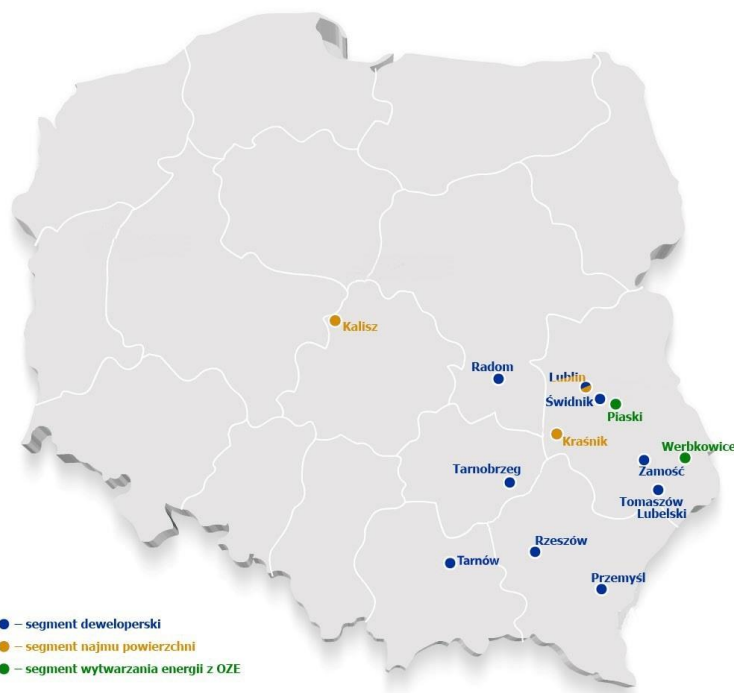 Kalisz
Radom
Lublin
Świdnik
Piaski
Kraśnik
Werbkowice
Zamość
Tarnobrzeg
Tomaszów
Lubelski
Rzeszów
Tarnów
Przemyśl
– segment deweloperski
– segment najmu powierzchni
– segment wytwarzania energii z OZE